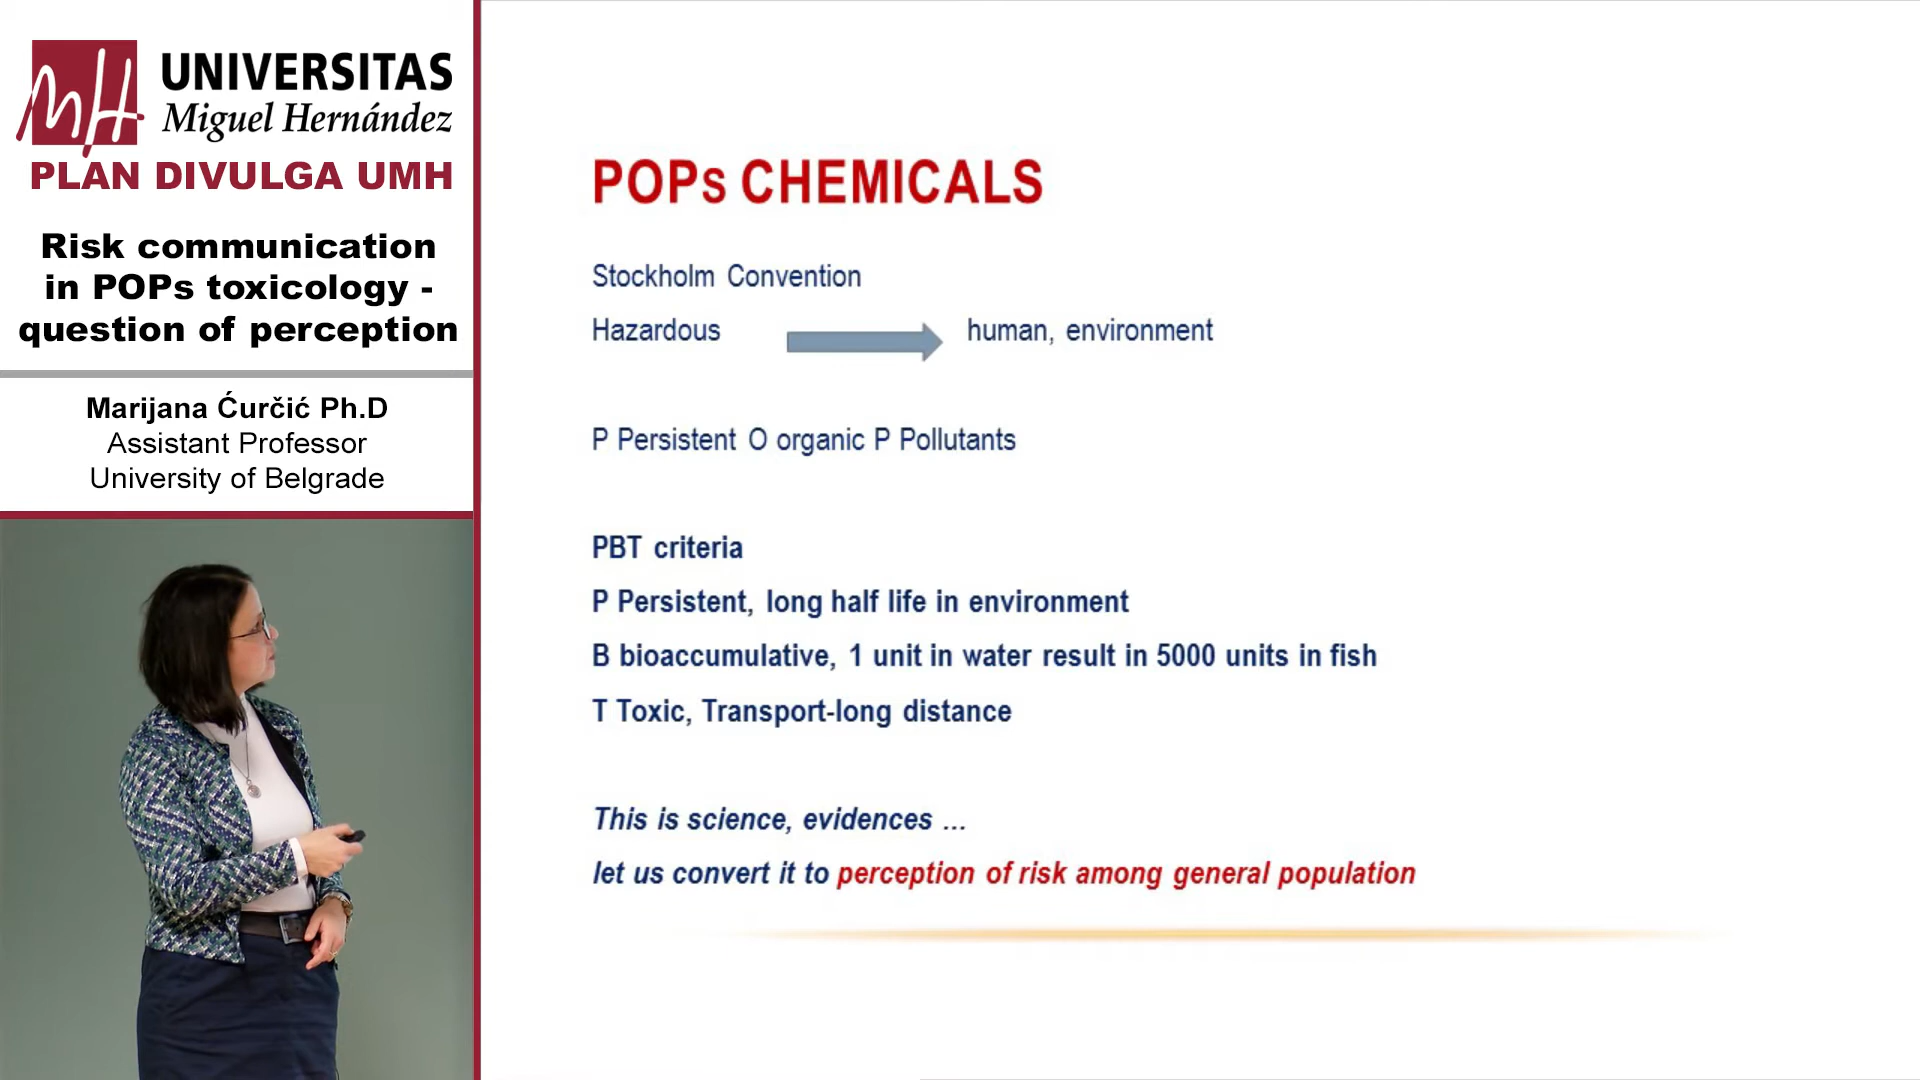 UNIVERSITAS
Miguel Hernández
PLAN DIVULGA UMH
Risk communication
in POPs toxicology -
question of perception
Marijana Ćurčić Ph.D
Assistant Professor
University of Belgrade
POPs CHEMICALS
Stockholm Convention
Hazardous human, environment
P Persistent O organic P Pollutants
PBT criteria
P Persistent, long half life in environment
B bioaccumulative, 1 unit in water result in 5000 units in fish
T Toxic, Transport-long distance
This is science, evidences ...
let us convert it to perception of risk among general population